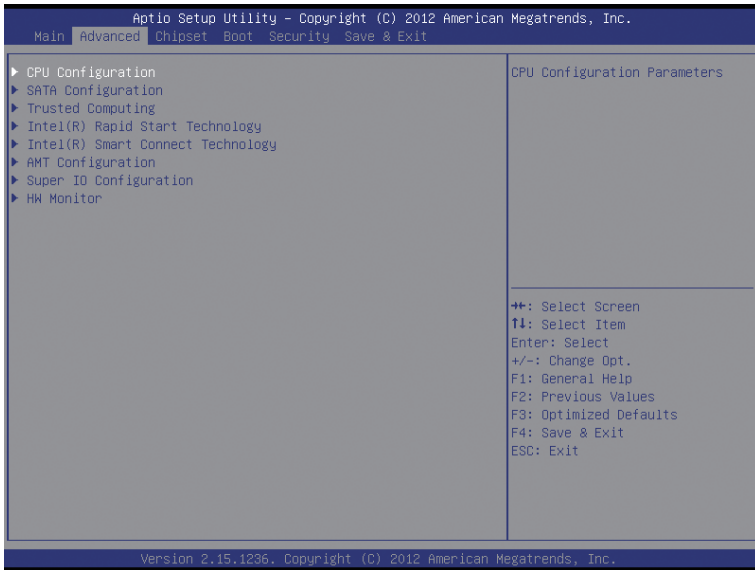 Aptio Setup Utility – Copyright (C) 2012 American Megatrends, Inc.
Main Advanced Chipset Boot Security Save & Exit
▶ CPU Configuration
▶ SATA Configuration
▶ Trusted Computing
▶ Intel(R) Rapid Start Technology
▶ Intel(R) Smart Connect Technology
▶ AMT Configuration
▶ Super IO Configuration
▶ HW Monitor
CPU Configuration Parameters
→←: Select Screen
↑↓: Select Item
Enter: Select
+/-: Change Opt.
F1: General Help
F2: Previous Values
F3: Optimized Defaults
F4: Save & Exit
ESC: Exit
Version 2.15.1236. Copyright (C) 2012 American Megatrends, Inc.